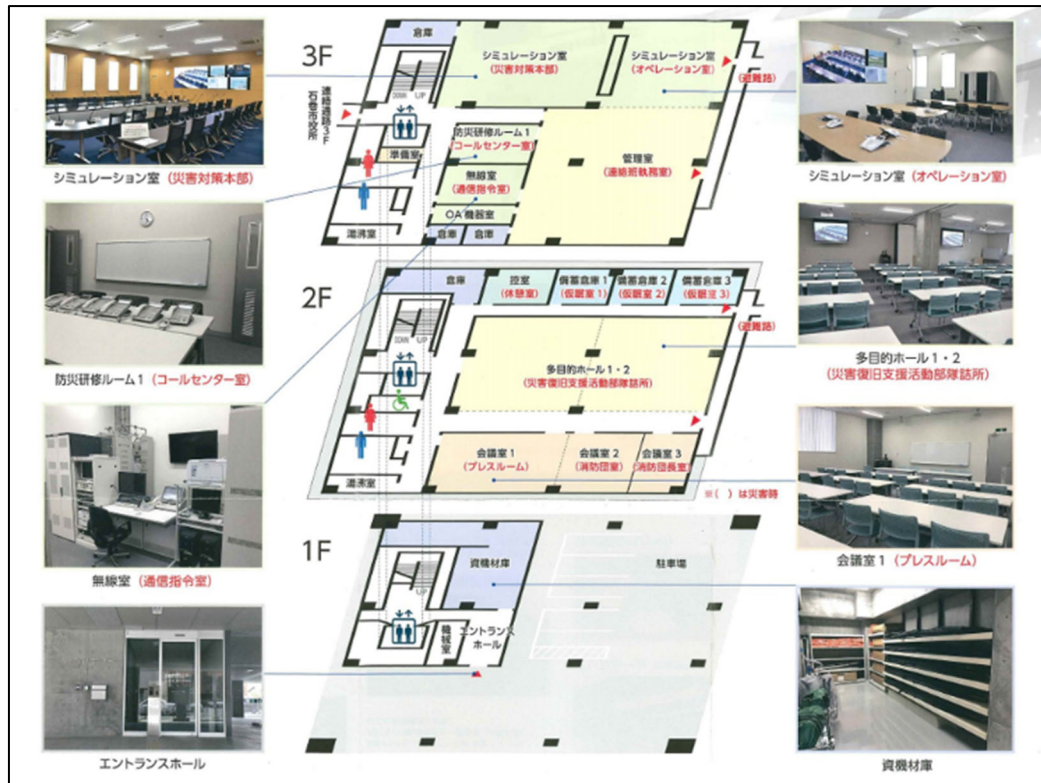 3F
倉庫
シミュレーション室
(災害対策本部)
シミュレーション室
(オペレーション室)
(避難路)
連絡通路3F
石巻市役所
DOWN UP
防災研修ルーム1
(コールセンター室)
準備室
無線室
(通信指令室)
管理室
(連絡班執務室)
OA機器室
湯沸室
倉庫
倉庫
シミュレーション室(災害対策本部)
シミュレーション室(オペレーション室)
2F
倉庫
控室
(休憩室)
備蓄倉庫1
(仮眠室1)
備蓄倉庫2
(仮眠室2)
備蓄倉庫3
(仮眠室3)
(避難路)
DOWN UP
多目的ホール1・2
(災害復旧支援活動部隊詰所)
会議室1
(プレスルーム)
会議室2
(消防団室)
会議室3
(消防団長室)
湯沸室
※( )は災害時
防災研修ルーム1(コールセンター室)
多目的ホール1・2
(災害復旧支援活動部隊詰所)
1F
資機材庫
駐車場
UP
機械室
エントランス
ホール
無線室(通信指令室)
会議室1(プレスルーム)
エントランスホール
資機材庫